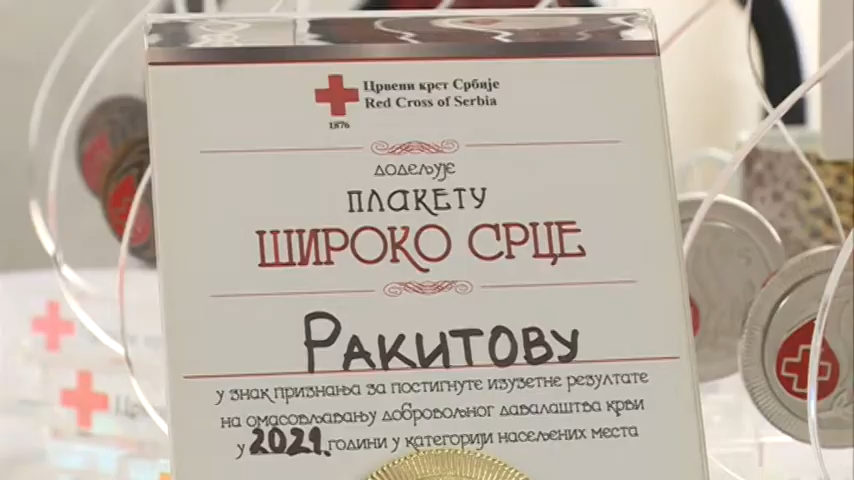 Црвени крст Србије
Red Cross of Serbia
1876
додељује
ПЛАКЕТУ
ШИРОКО СРЦЕ
РАКИТОВУ
у знак признања за постигнуте изузетне резултате
на омасовљавању добровољног давалаштва крви
у 2021. години у категорији насељених места